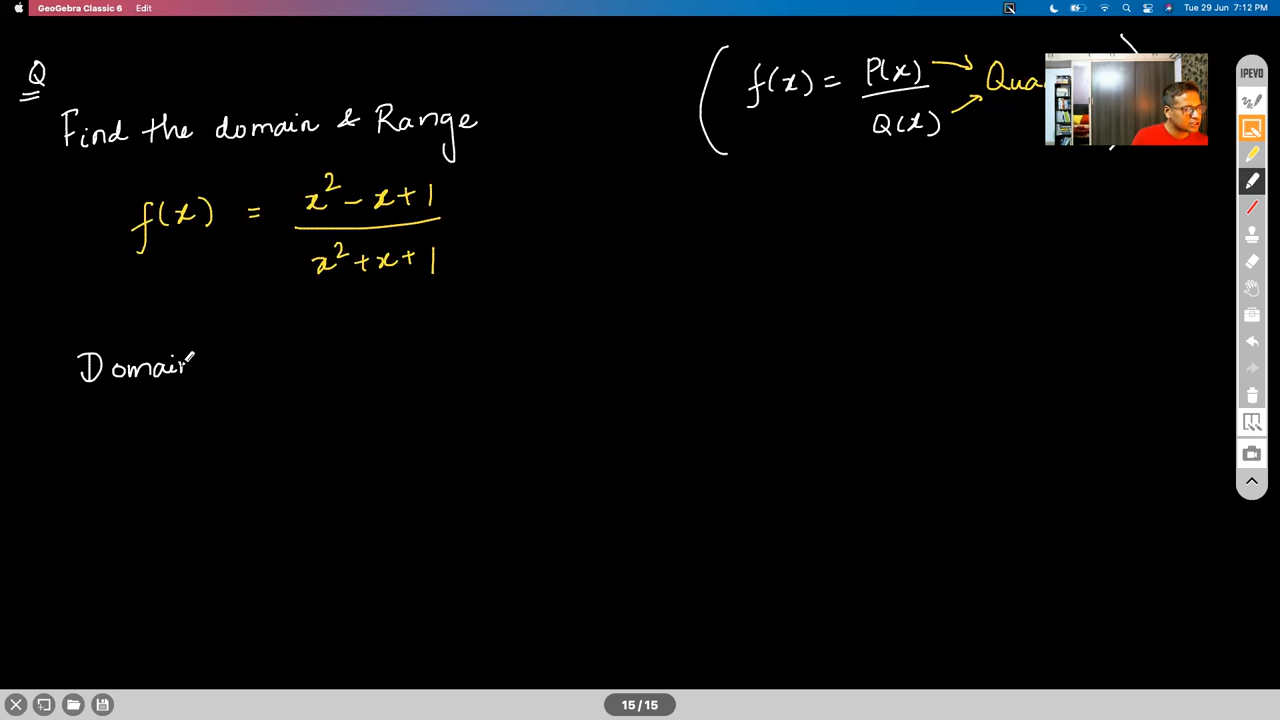 GeoGebra Classic 6 Edit Tue 29 Jun 7:12 PM
Q
Find the domain & Range
f(x) = x² - x + 1 / x² + x + 1
( f(x) = P(x) / Q(x) )
Domain
IPEVO
15 / 15